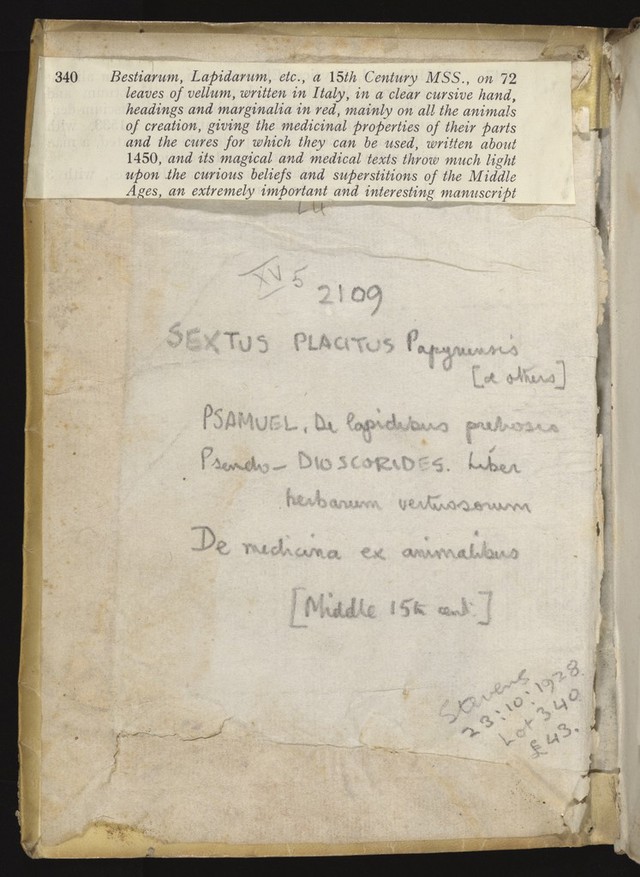 340 Bestiarum, Lapidarum, etc., a 15th Century MSS., on 72
leaves of vellum, written in Italy, in a clear cursive hand,
headings and marginalia in red, mainly on all the animals
of creation, giving the medicinal properties of their parts
and the cures for which they can be used, written about
1450, and its magical and medical texts throw much light
upon the curious beliefs and superstitions of the Middle
Ages, an extremely important and interesting manuscript
XV 5
2109
SEXTUS PLACITUS Papyriensis
[& others]
PSAMUEL. De lapidibus pretiosis
Pseudo-DIOSCORIDES. Liber
herbarum vertuosorum
De medicina ex animalibus
[Middle 15th cent.]
Stevens
23:10:1928
Lot 340
£43.